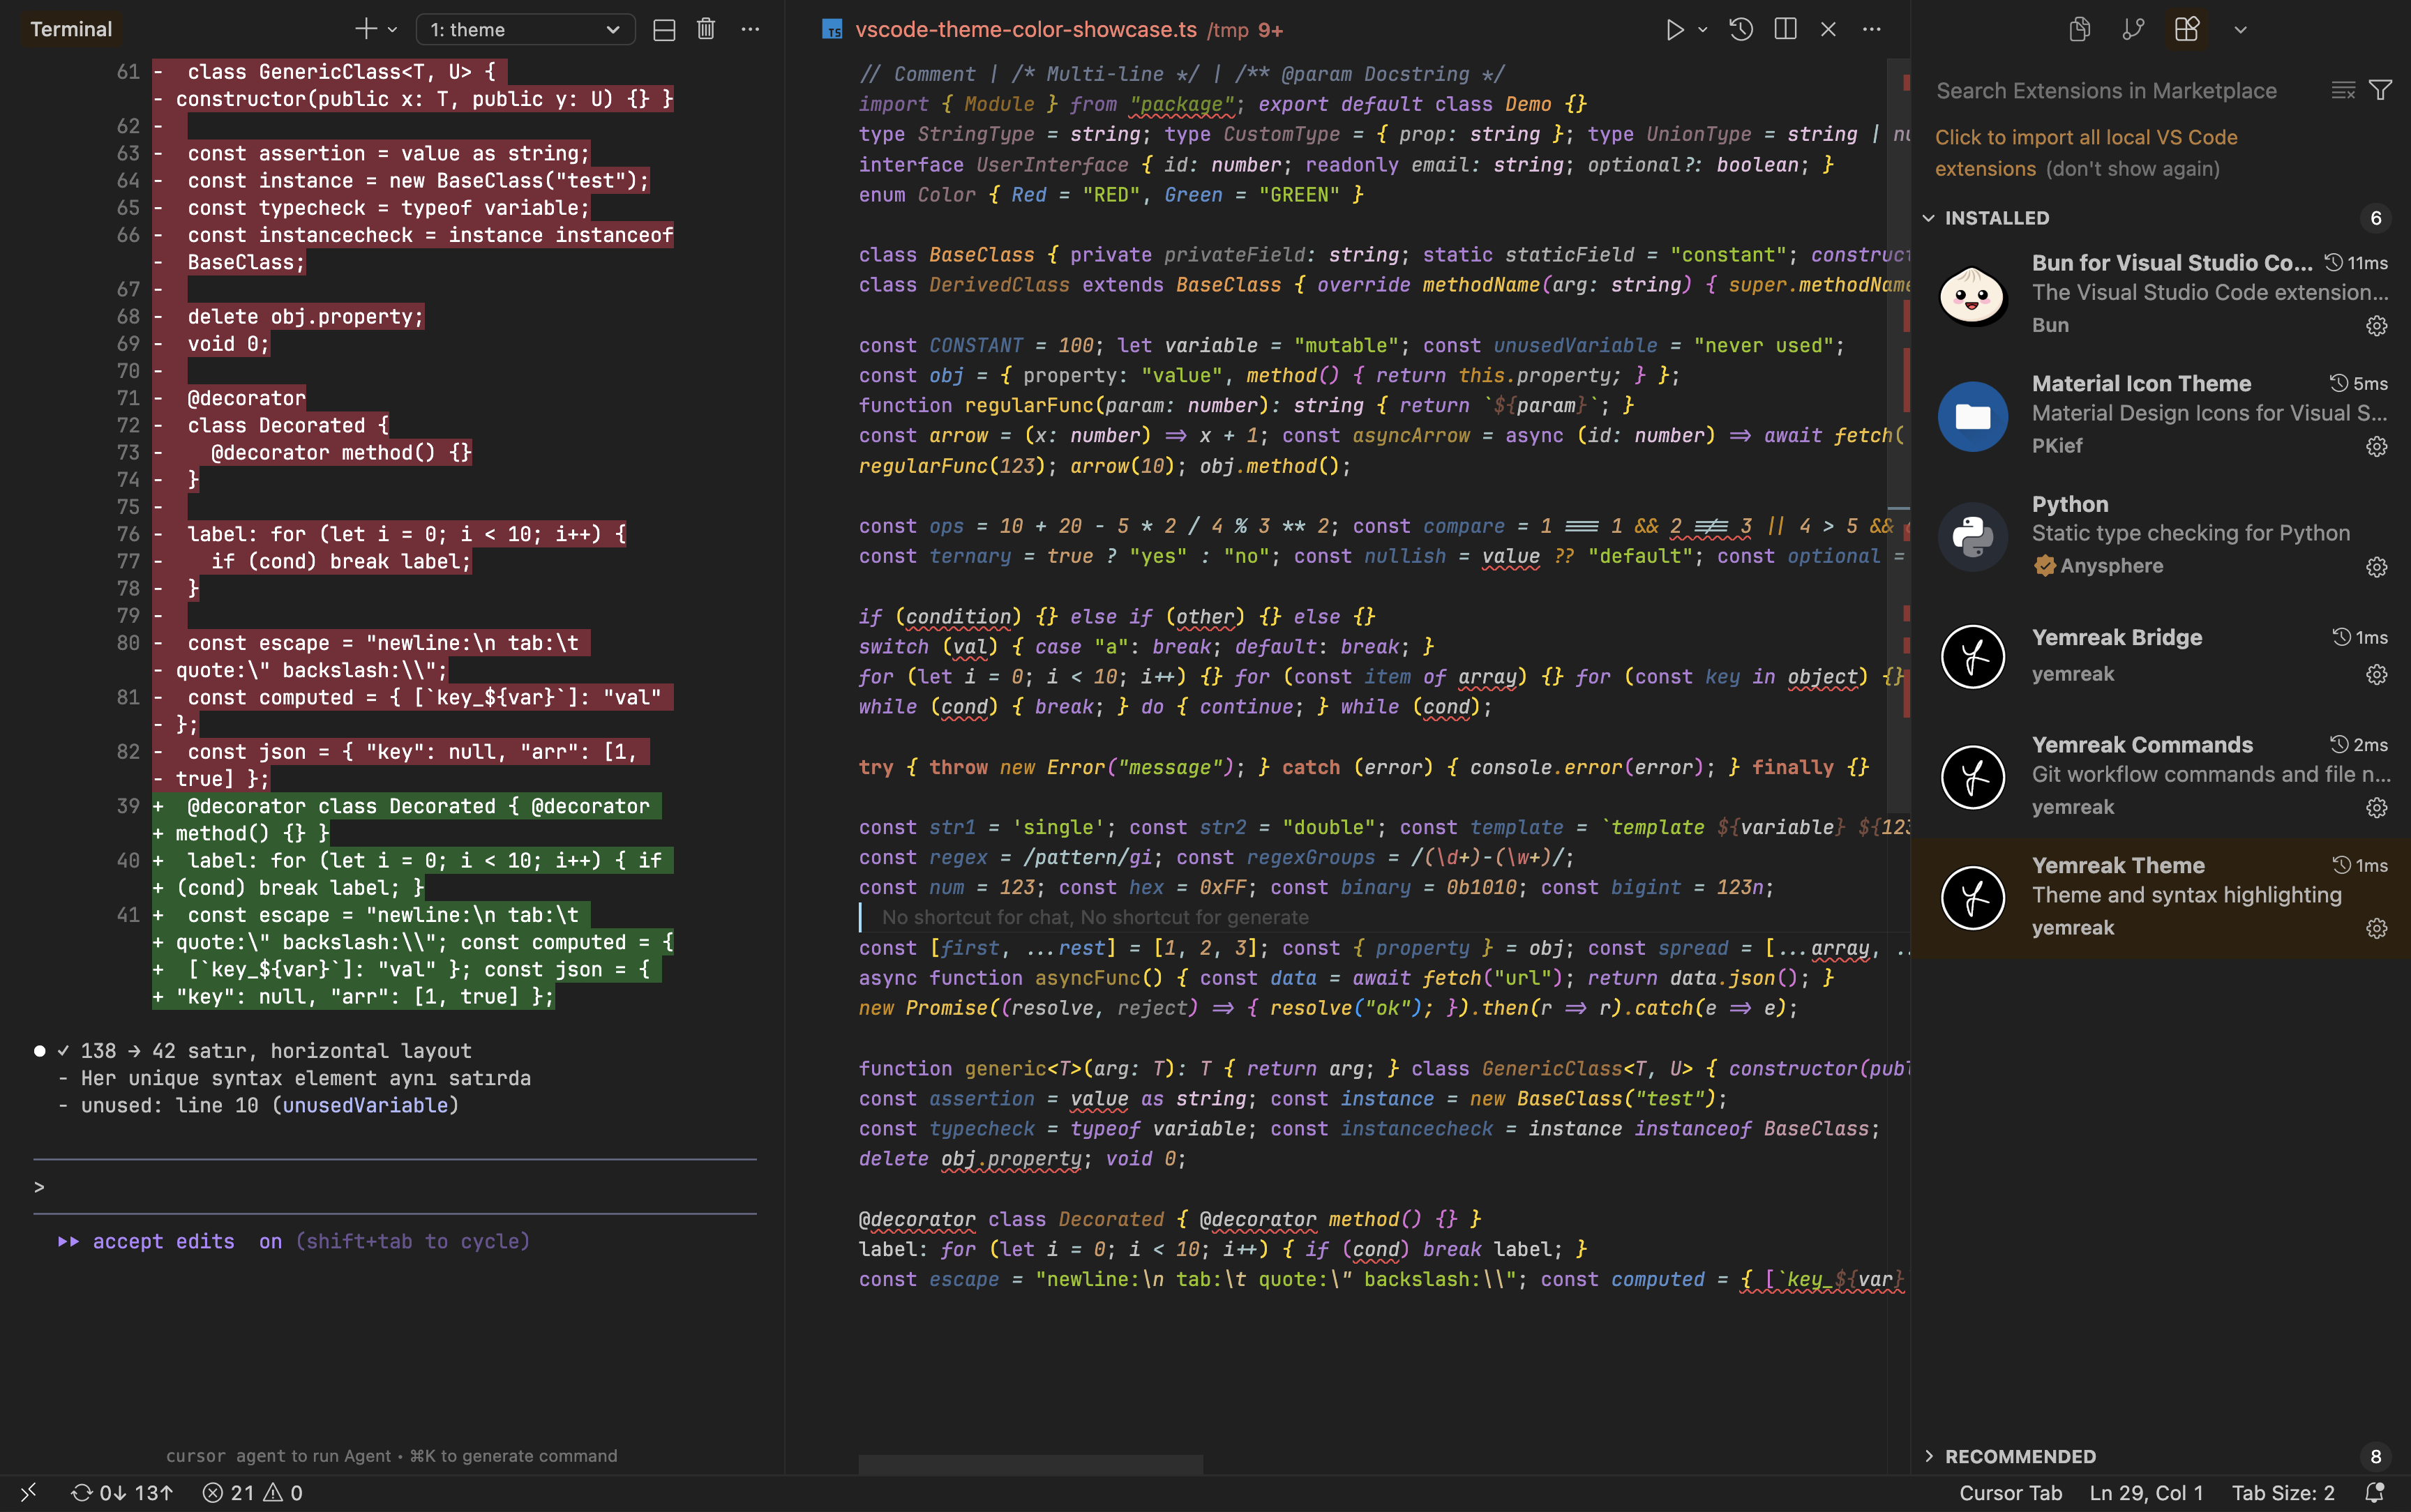 Terminal
1: theme
61 -  class GenericClass<T, U> {
- constructor(public x: T, public y: U) {} }
62 -
63 -  const assertion = value as string;
64 -  const instance = new BaseClass("test");
65 -  const typecheck = typeof variable;
66 -  const instancecheck = instance instanceof
-  BaseClass;
67 -
68 -  delete obj.property;
69 -  void 0;
70 -
71 -  @decorator
72 -  class Decorated {
73 -    @decorator method() {}
74 -  }
75 -
76 -  label: for (let i = 0; i < 10; i++) {
77 -    if (cond) break label;
78 -  }
79 -
80 -  const escape = "newline:\n tab:\t
- quote:\" backslash:\\";
81 -  const computed = { [`key_${var}`]: "val"
- };
82 -  const json = { "key": null, "arr": [1,
- true] };
39 +  @decorator class Decorated { @decorator
+ method() {} }
40 +  label: for (let i = 0; i < 10; i++) { if
+ (cond) break label; }
41 +  const escape = "newline:\n tab:\t
+ quote:\" backslash:\\"; const computed = {
+  [`key_${var}`]: "val" }; const json = {
+ "key": null, "arr": [1, true] };
● ✓ 138 → 42 satır, horizontal layout
- Her unique syntax element aynı satırda
- unused: line 10 (unusedVariable)
>
▸▸ accept edits on (shift+tab to cycle)
cursor agent to run Agent • ⌘K to generate command
TS vscode-theme-color-showcase.ts /tmp 9+
// Comment | /* Multi-line */ | /** @param Docstring */
import { Module } from "package"; export default class Demo {}
type StringType = string; type CustomType = { prop: string }; type UnionType = string | nu
interface UserInterface { id: number; readonly email: string; optional?: boolean; }
enum Color { Red = "RED", Green = "GREEN" }
class BaseClass { private privateField: string; static staticField = "constant"; construct
class DerivedClass extends BaseClass { override methodName(arg: string) { super.methodName
const CONSTANT = 100; let variable = "mutable"; const unusedVariable = "never used";
const obj = { property: "value", method() { return this.property; } };
function regularFunc(param: number): string { return `${param}`; }
const arrow = (x: number) => x + 1; const asyncArrow = async (id: number) => await fetch(
regularFunc(123); arrow(10); obj.method();
const ops = 10 + 20 - 5 * 2 / 4 % 3 ** 2; const compare = 1 === 1 && 2 !== 3 || 4 > 5 &&
const ternary = true ? "yes" : "no"; const nullish = value ?? "default"; const optional =
if (condition) {} else if (other) {} else {}
switch (val) { case "a": break; default: break; }
for (let i = 0; i < 10; i++) {} for (const item of array) {} for (const key in object) {}
while (cond) { break; } do { continue; } while (cond);
try { throw new Error("message"); } catch (error) { console.error(error); } finally {}
const str1 = 'single'; const str2 = "double"; const template = `template ${variable} ${123
const regex = /pattern/gi; const regexGroups = /(\d+)-(\w+)/;
const num = 123; const hex = 0xFF; const binary = 0b1010; const bigint = 123n;
No shortcut for chat, No shortcut for generate
const [first, ...rest] = [1, 2, 3]; const { property } = obj; const spread = [...array, ..
async function asyncFunc() { const data = await fetch("url"); return data.json(); }
new Promise((resolve, reject) => { resolve("ok"); }).then(r => r).catch(e => e);
function generic<T>(arg: T): T { return arg; } class GenericClass<T, U> { constructor(publ
const assertion = value as string; const instance = new BaseClass("test");
const typecheck = typeof variable; const instancecheck = instance instanceof BaseClass;
delete obj.property; void 0;
@decorator class Decorated { @decorator method() {} }
label: for (let i = 0; i < 10; i++) { if (cond) break label; }
const escape = "newline:\n tab:\t quote:\" backslash:\\"; const computed = { [`key_${var}
Search Extensions in Marketplace
Click to import all local VS Code
extensions (don't show again)
INSTALLED 6
Bun for Visual Studio Co... 11ms
The Visual Studio Code extension...
Bun
Material Icon Theme 5ms
Material Design Icons for Visual S...
PKief
Python
Static type checking for Python
Anysphere
Yemreak Bridge 1ms
yemreak
Yemreak Commands 2ms
Git workflow commands and file n...
yemreak
Yemreak Theme 1ms
Theme and syntax highlighting
yemreak
RECOMMENDED 8
0↓ 13↑ 21 0
Cursor Tab Ln 29, Col 1 Tab Size: 2